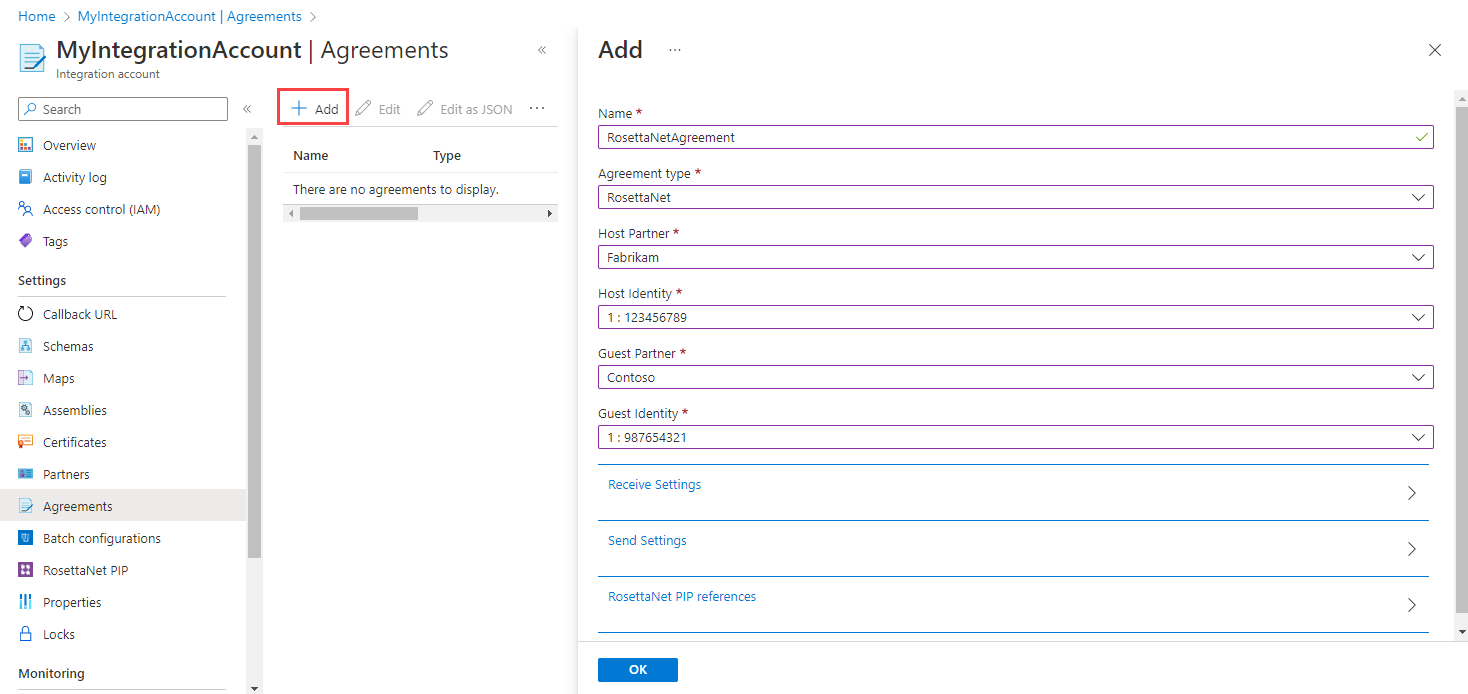 Home > MyIntegrationAccount | Agreements >
MyIntegrationAccount | Agreements
Integration account
Search
Overview
Activity log
Access control (IAM)
Tags
Settings
Callback URL
Schemas
Maps
Assemblies
Certificates
Partners
Agreements
Batch configurations
RosettaNet PIP
Properties
Locks
Monitoring
+ Add Edit Edit as JSON ...
Name Type
There are no agreements to display.
Add ...
Name *
RosettaNetAgreement
Agreement type *
RosettaNet
Host Partner *
Fabrikam
Host Identity *
1 : 123456789
Guest Partner *
Contoso
Guest Identity *
1 : 987654321
Receive Settings
Send Settings
RosettaNet PIP references
OK